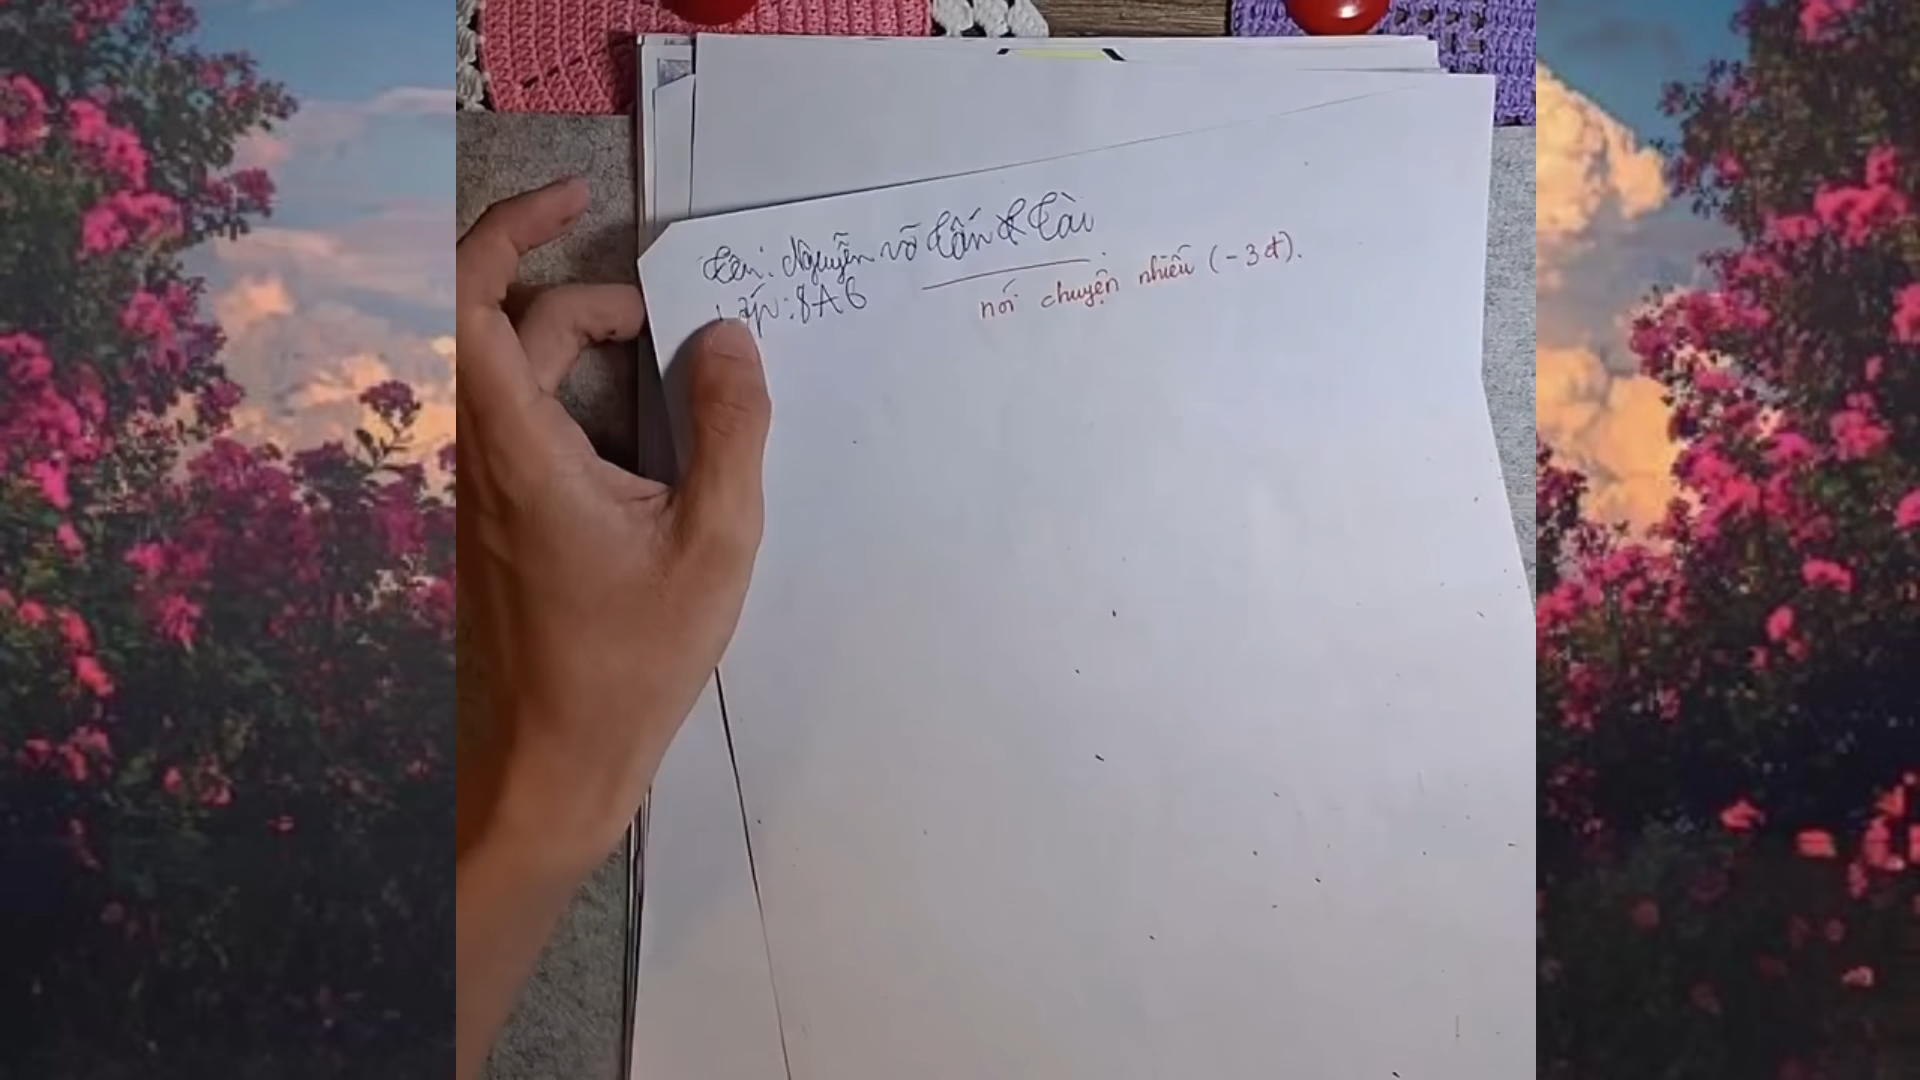 Tên: Nguyễn Võ Tấn Tài
Lớp: 8A6
nói chuyện nhiều (-3đ).